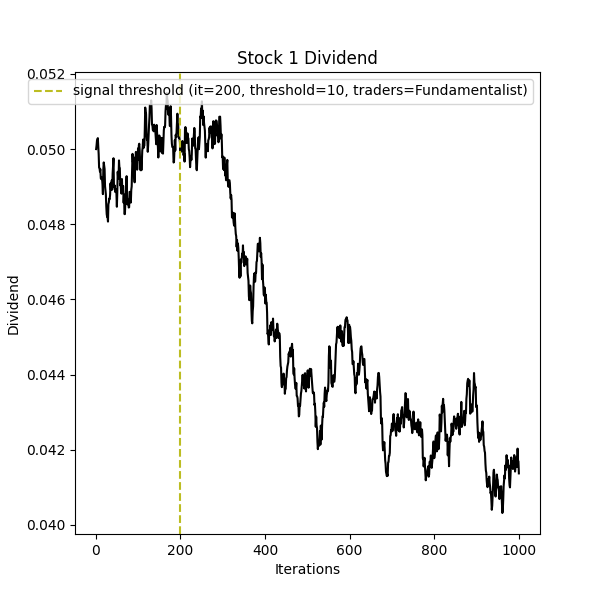 Stock 1 Dividend
0.052
signal threshold (it=200, threshold=10, traders=Fundamentalist)
0.050
0.048
0.046
Dividend
0.044
0.042
0.040
0 200 400 600 800 1000
Iterations